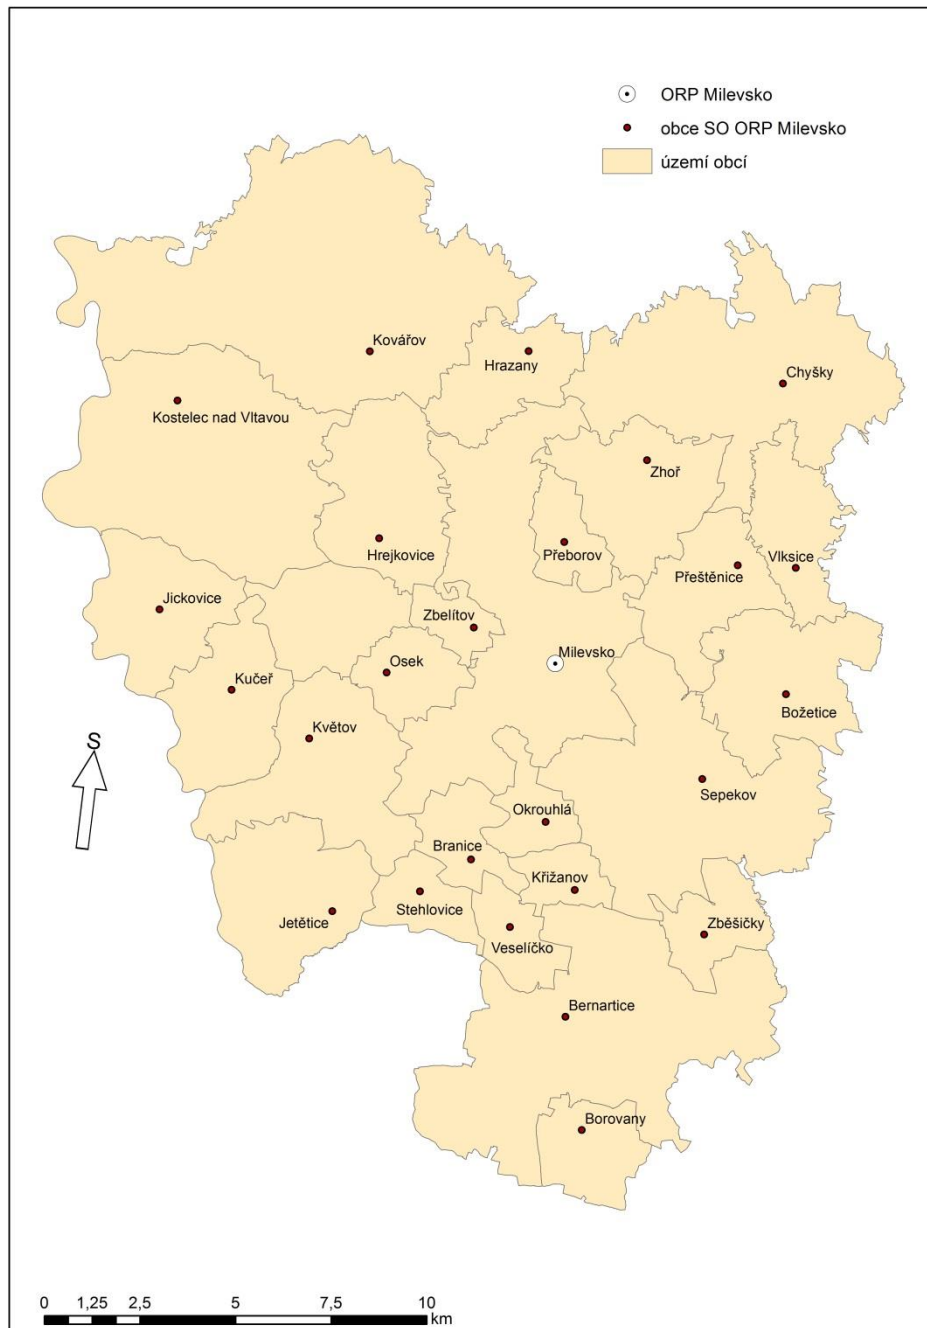 ORP Milevsko
obce SO ORP Milevsko
území obcí
Kovářov
Hrazany
Chyšky
Kostelec nad Vltavou
Zhoř
Hrejkovice
Přeborov
Přeštěnice
Vlksice
Jickovice
Zbelítov
Milevsko
Osek
Kučeř
Božetice
Květov
S
Sepekov
Okrouhlá
Branice
Křižanov
Stehlovice
Jetětice
Zběšičky
Veselíčko
Bernartice
Borovany
0 1,25 2,5 5 7,5 10
km